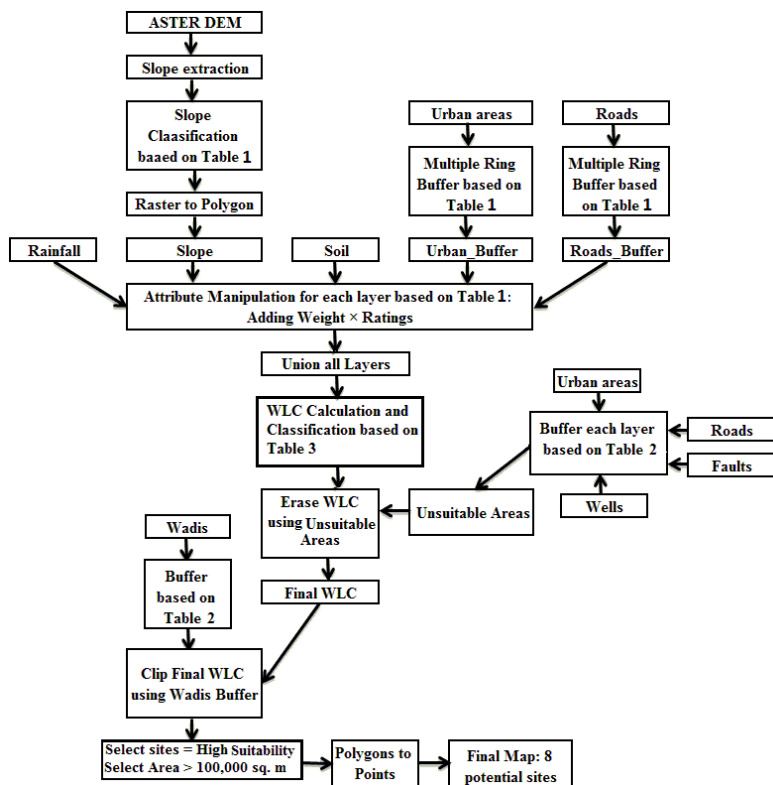 ASTER DEM
Slope extraction
Slope
Claasification
baaed on Table 1
Raster to Polygon
Urban areas
Multiple Ring
Buffer based on
Table 1
Roads
Multiple Ring
Buffer based
on Table 1
Rainfall
Slope
Soil
Urban_Buffer
Roads_Buffer
Attribute Manipulation for each layer based on Table 1:
Adding Weight × Ratings
Union all Layers
WLC Calculation and
Classification based on
Table 3
Urban areas
Buffer each layer
based on Table 2
Roads
Faults
Wells
Erase WLC
using Unsuitable
Areas
Unsuitable Areas
Wadis
Buffer
based on
Table 2
Final WLC
Clip Final WLC
using Wadis Buffer
Select sites = High Suitability
Select Area > 100,000 sq. m
Polygons to
Points
Final Map: 8
potential sites